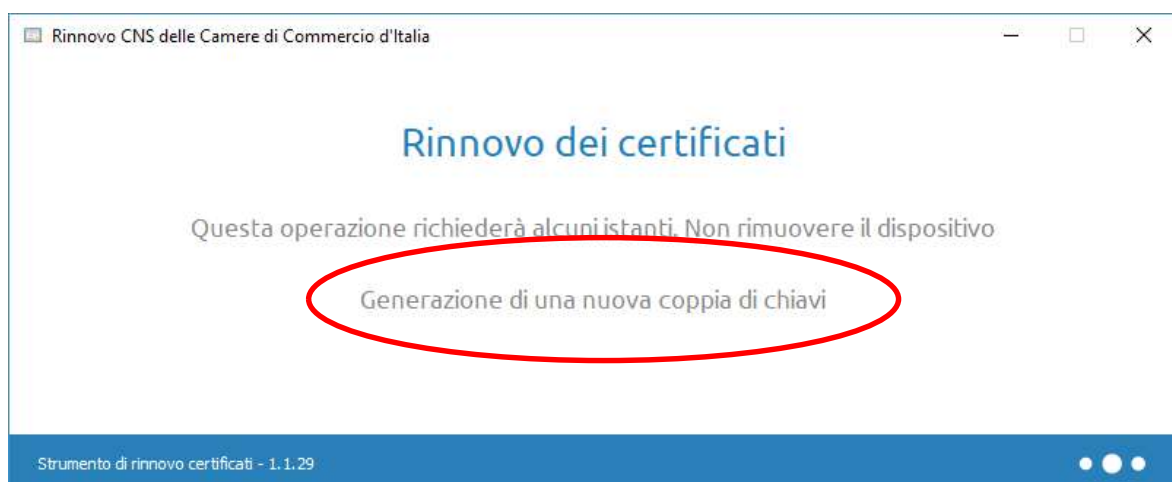 Rinnovo CNS delle Camere di Commercio d'Italia
Rinnovo dei certificati
Questa operazione richiederà alcuni istanti. Non rimuovere il dispositivo
Generazione di una nuova coppia di chiavi
Strumento di rinnovo certificati - 1.1.29